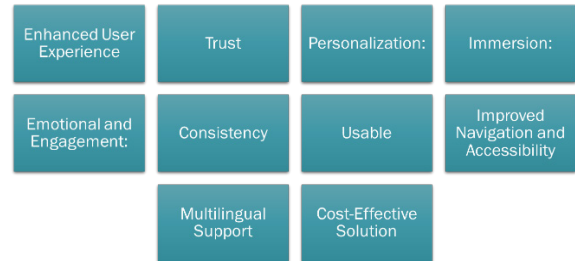 Enhanced User
Experience
Trust
Personalization:
Immersion:
Emotional and
Engagement:
Consistency
Usable
Improved
Navigation and
Accessibility
Multilingual
Support
Cost-Effective
Solution